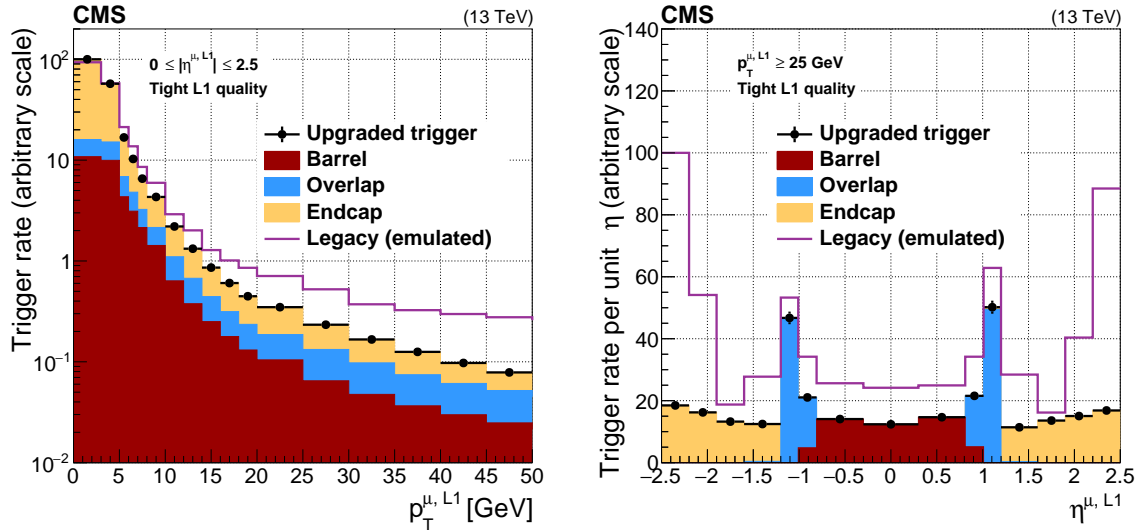 CMS (13 TeV)
Trigger rate (arbitrary scale)
10² 10 1 10⁻¹ 10⁻²
0 ≤ |η^{μ, L1}| ≤ 2.5
Tight L1 quality
Upgraded trigger
Barrel
Overlap
Endcap
Legacy (emulated)
0 5 10 15 20 25 30 35 40 45 50
p_T^{μ, L1} [GeV]
CMS (13 TeV)
Trigger rate per unit η (arbitrary scale)
140 120 100 80 60 40 20 0
p_T^{μ, L1} ≥ 25 GeV
Tight L1 quality
Upgraded trigger
Barrel
Overlap
Endcap
Legacy (emulated)
−2.5 −2 −1.5 −1 −0.5 0 0.5 1 1.5 2 2.5
η^{μ, L1}